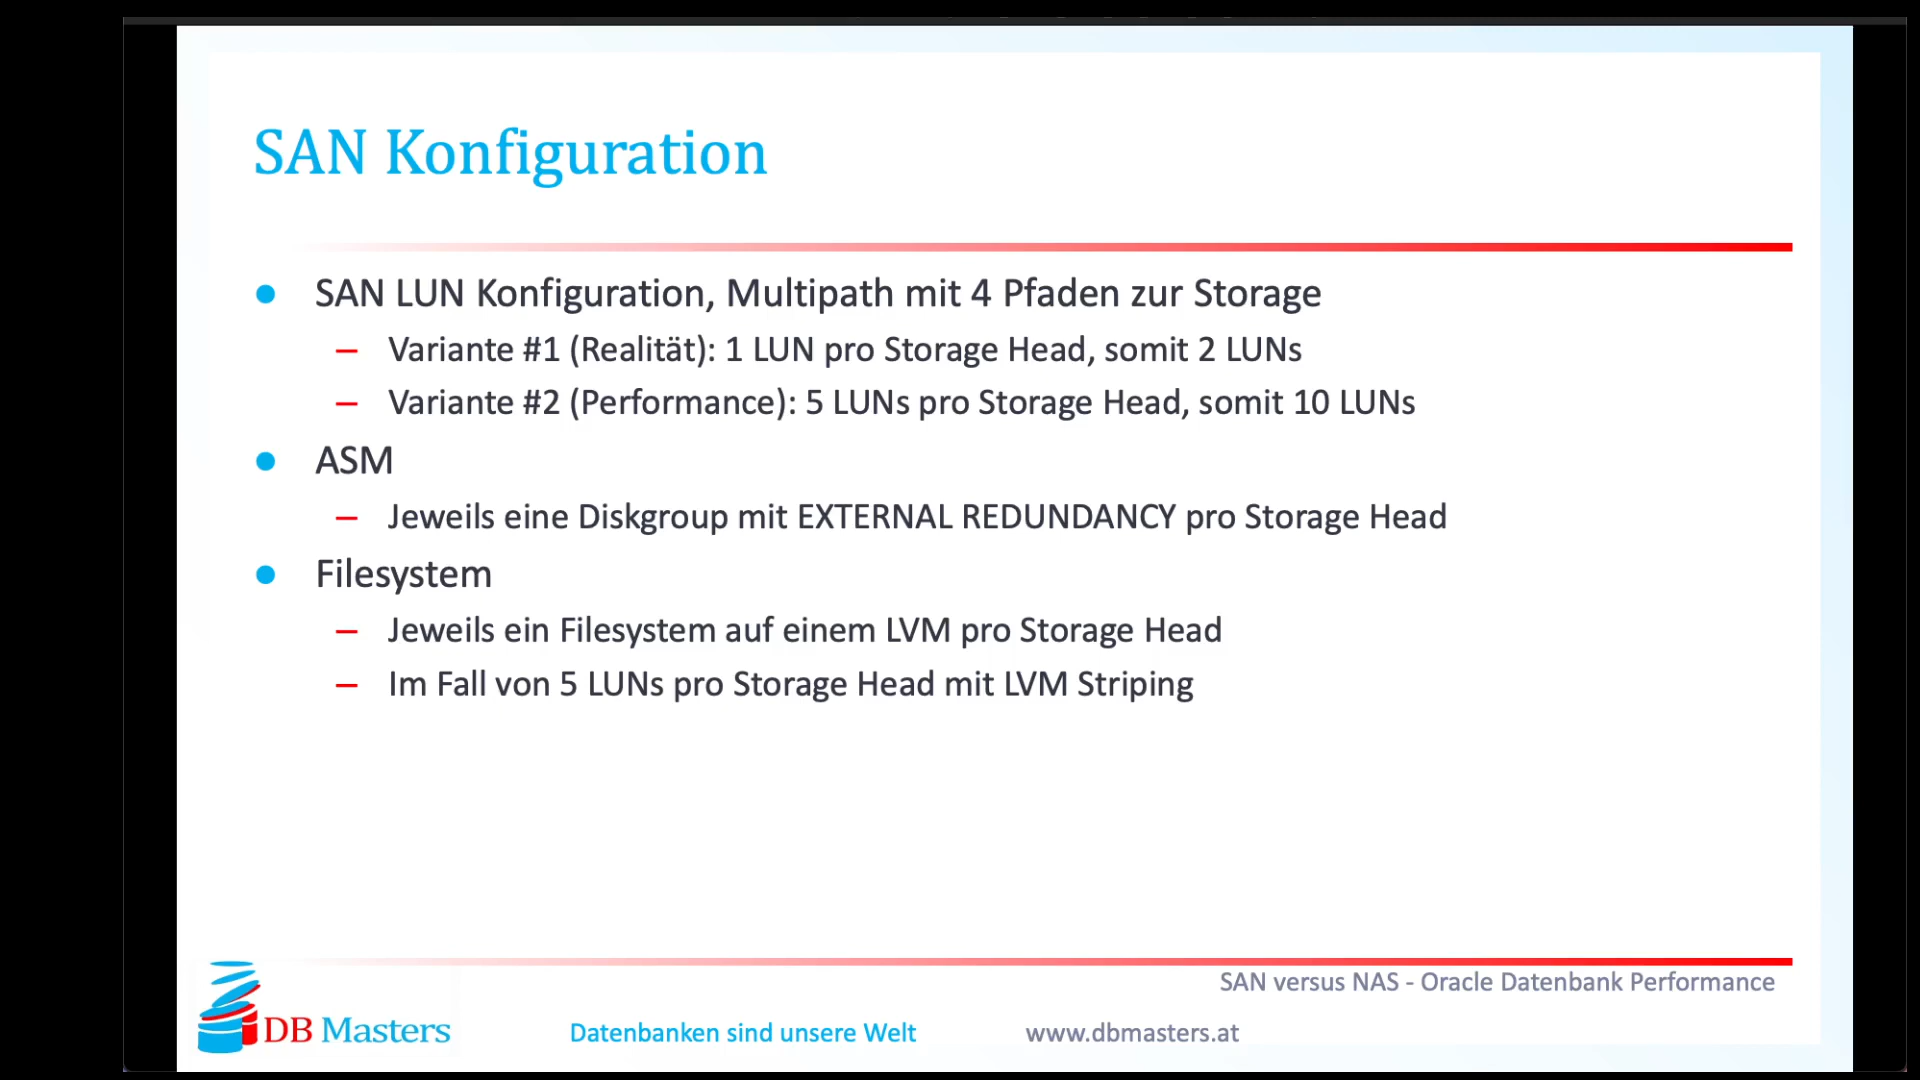 SAN Konfiguration
● SAN LUN Konfiguration, Multipath mit 4 Pfaden zur Storage
– Variante #1 (Realität): 1 LUN pro Storage Head, somit 2 LUNs
– Variante #2 (Performance): 5 LUNs pro Storage Head, somit 10 LUNs
● ASM
– Jeweils eine Diskgroup mit EXTERNAL REDUNDANCY pro Storage Head
● Filesystem
– Jeweils ein Filesystem auf einem LVM pro Storage Head
– Im Fall von 5 LUNs pro Storage Head mit LVM Striping
SAN versus NAS - Oracle Datenbank Performance
DB Masters Datenbanken sind unsere Welt www.dbmasters.at